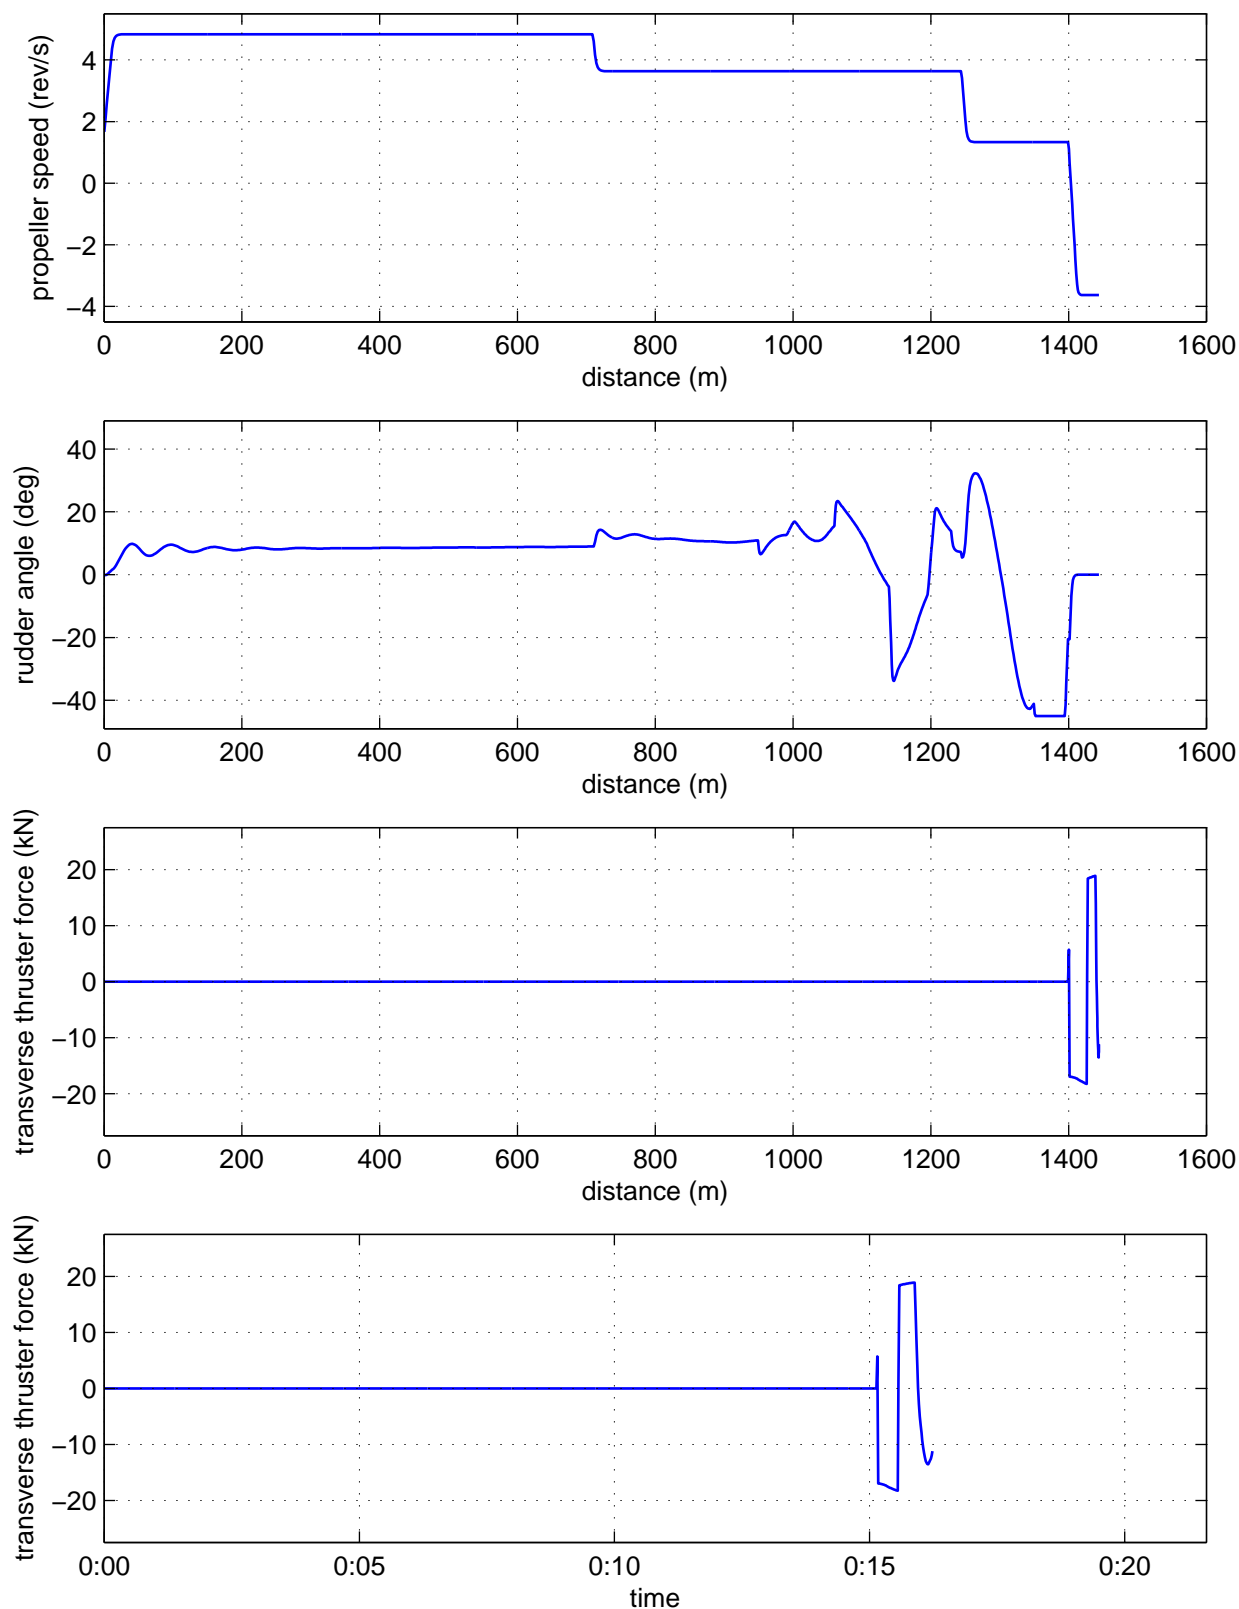 propeller speed (rev/s)
4
2
0
−2
−4
0 200 400 600 800 1000 1200 1400 1600
distance (m)
rudder angle (deg)
40
20
0
−20
−40
0 200 400 600 800 1000 1200 1400 1600
distance (m)
transverse thruster force (kN)
20
10
0
−10
−20
0 200 400 600 800 1000 1200 1400 1600
distance (m)
transverse thruster force (kN)
20
10
0
−10
−20
0:00 0:05 0:10 0:15 0:20
time